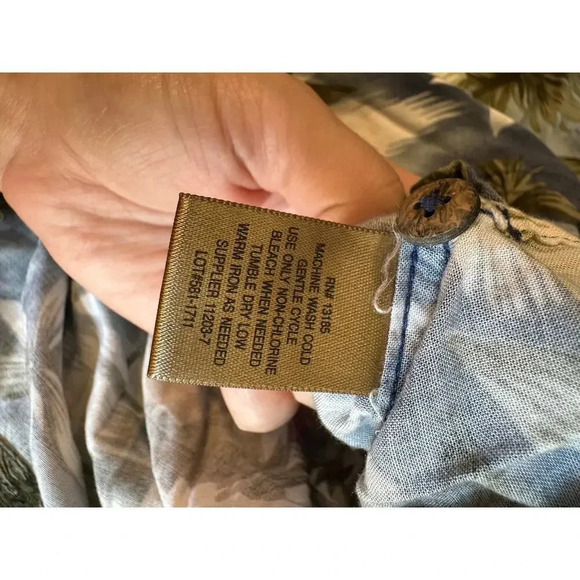 RN# 13185
MACHINE WASH COLD
GENTLE CYCLE
USE ONLY NON-CHLORINE
BLEACH WHEN NEEDED
TUMBLE DRY LOW
WARM IRON AS NEEDED
SUPPLIER 11203-7
LOT#581-1711